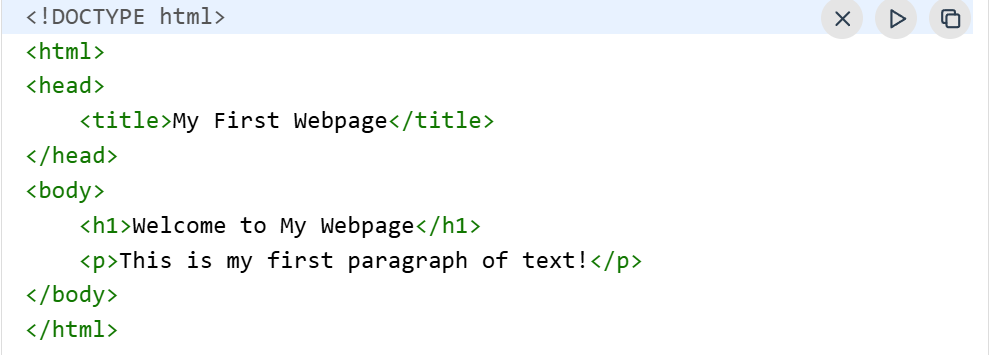 <!DOCTYPE html>
<html>
<head>
    <title>My First Webpage</title>
</head>
<body>
    <h1>Welcome to My Webpage</h1>
    <p>This is my first paragraph of text!</p>
</body>
</html>